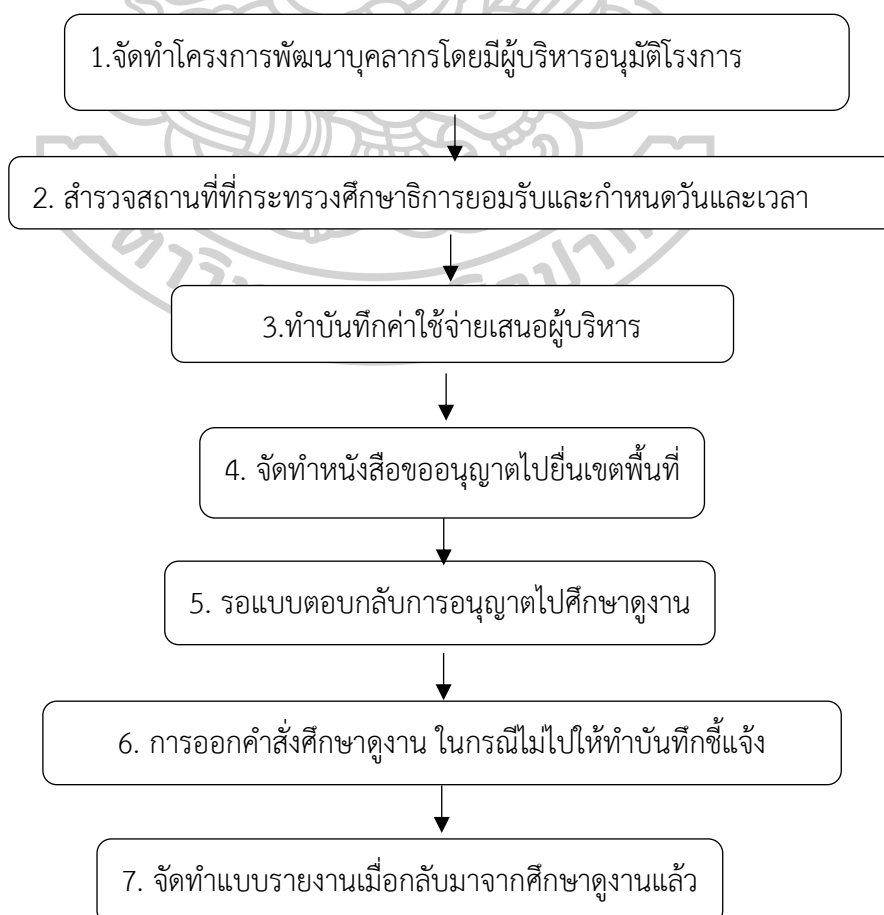 1.จัดทำโครงการพัฒนาบุคลากรโดยมีผู้บริหารอนุมัติโรงการ
2. สำรวจสถานที่ที่กระทรวงศึกษาธิการยอมรับและกำหนดวันและเวลา
3.ทำบันทึกค่าใช้จ่ายเสนอผู้บริหาร
4. จัดทำหนังสือขออนุญาตไปยื่นเขตพื้นที่
5. รอแบบตอบกลับการอนุญาตไปศึกษาดูงาน
6. การออกคำสั่งศึกษาดูงาน ในกรณีไม่ไปให้ทำบันทึกชี้แจ้ง
7. จัดทำแบบรายงานเมื่อกลับมาจากศึกษาดูงานแล้ว